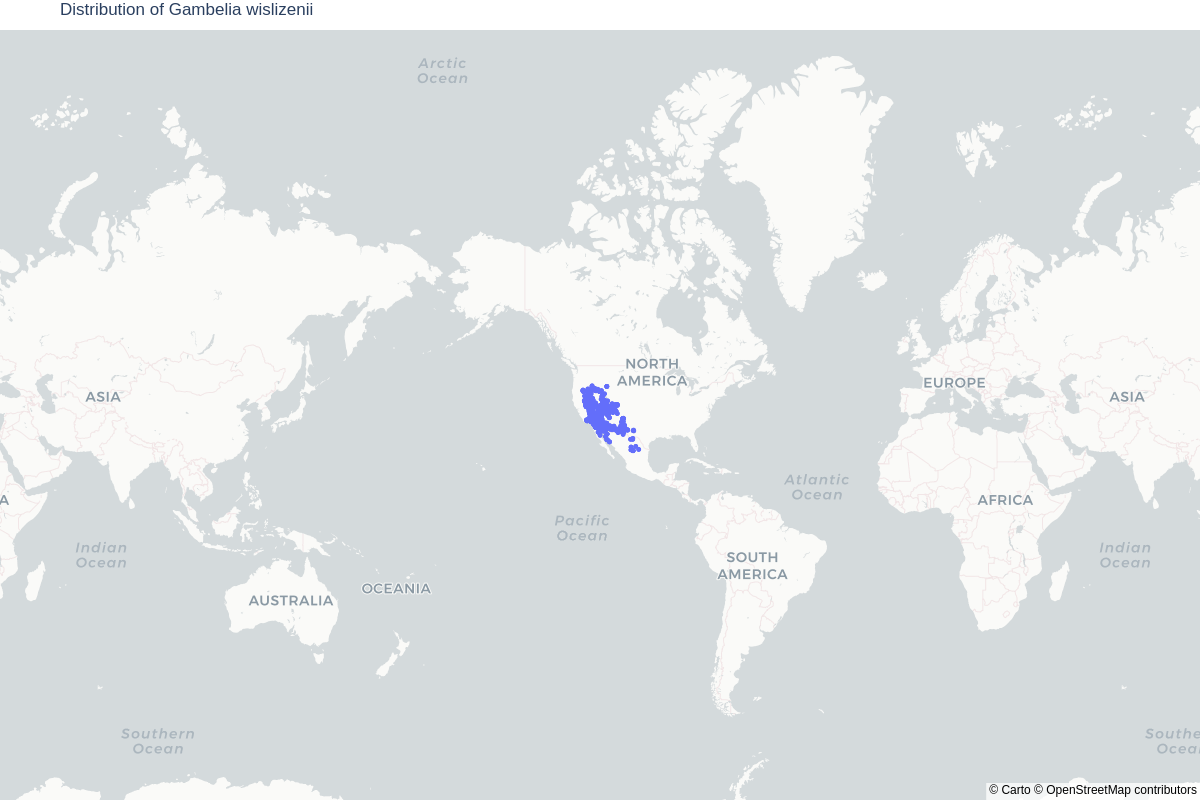 Distribution of Gambelia wislizenii
Arctic
Ocean
NORTH
AMERICA
EUROPE
ASIA
ASIA
Atlantic
Ocean
A
AFRICA
Pacific
Ocean
Indian
Ocean
Indian
Ocean
SOUTH
AMERICA
OCEANIA
AUSTRALIA
Southern
Ocean
Southe
Ocea
© Carto © OpenStreetMap contributors